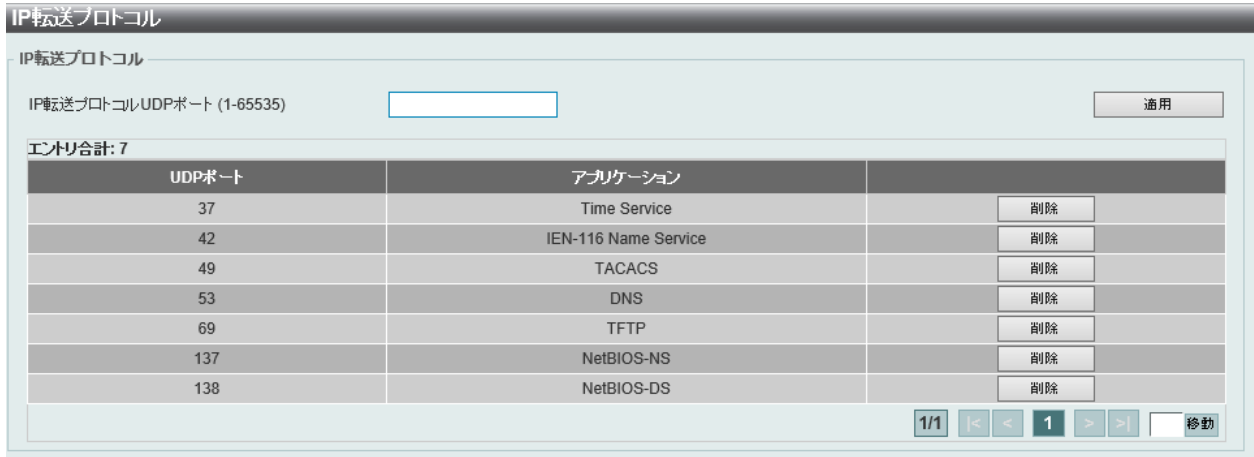 IP転送プロトコル
IP転送プロトコル
IP転送プロトコルUDPポート (1-65535)
適用
エントリ合計: 7
UDPポート アプリケーション
37 Time Service 削除
42 IEN-116 Name Service 削除
49 TACACS 削除
53 DNS 削除
69 TFTP 削除
137 NetBIOS-NS 削除
138 NetBIOS-DS 削除
1/1 |< < 1 > >| 移動